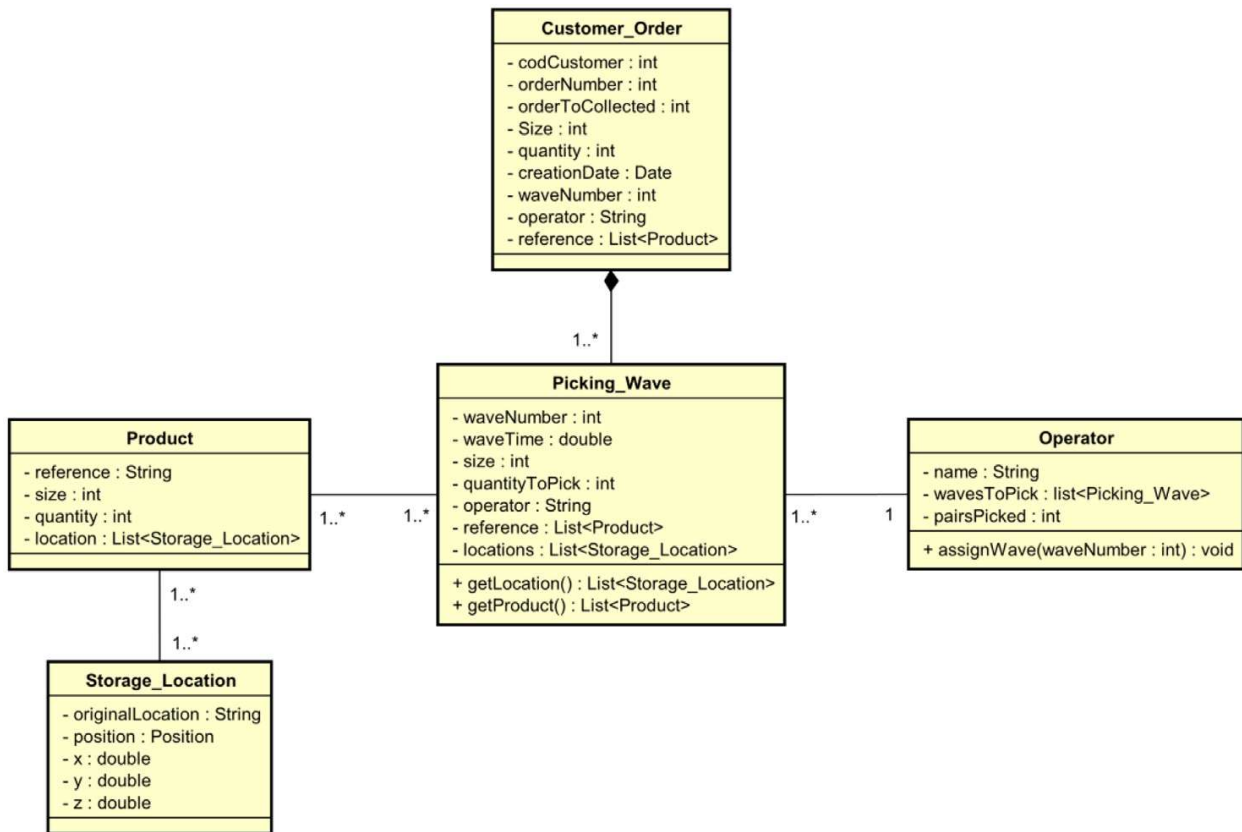 Customer_Order
- codCustomer : int
- orderNumber : int
- orderToCollected : int
- Size : int
- quantity : int
- creationDate : Date
- waveNumber : int
- operator : String
- reference : List<Product>
1..*
Picking_Wave
- waveNumber : int
- waveTime : double
- size : int
- quantityToPick : int
- operator : String
- reference : List<Product>
- locations : List<Storage_Location>
+ getLocation() : List<Storage_Location>
+ getProduct() : List<Product>
Product
- reference : String
- size : int
- quantity : int
- location : List<Storage_Location>
1..*
1..*
Operator
- name : String
- wavesToPick : list<Picking_Wave>
- pairsPicked : int
+ assignWave(waveNumber : int) : void
1..*
1
1..*
1..*
Storage_Location
- originalLocation : String
- position : Position
- x : double
- y : double
- z : double